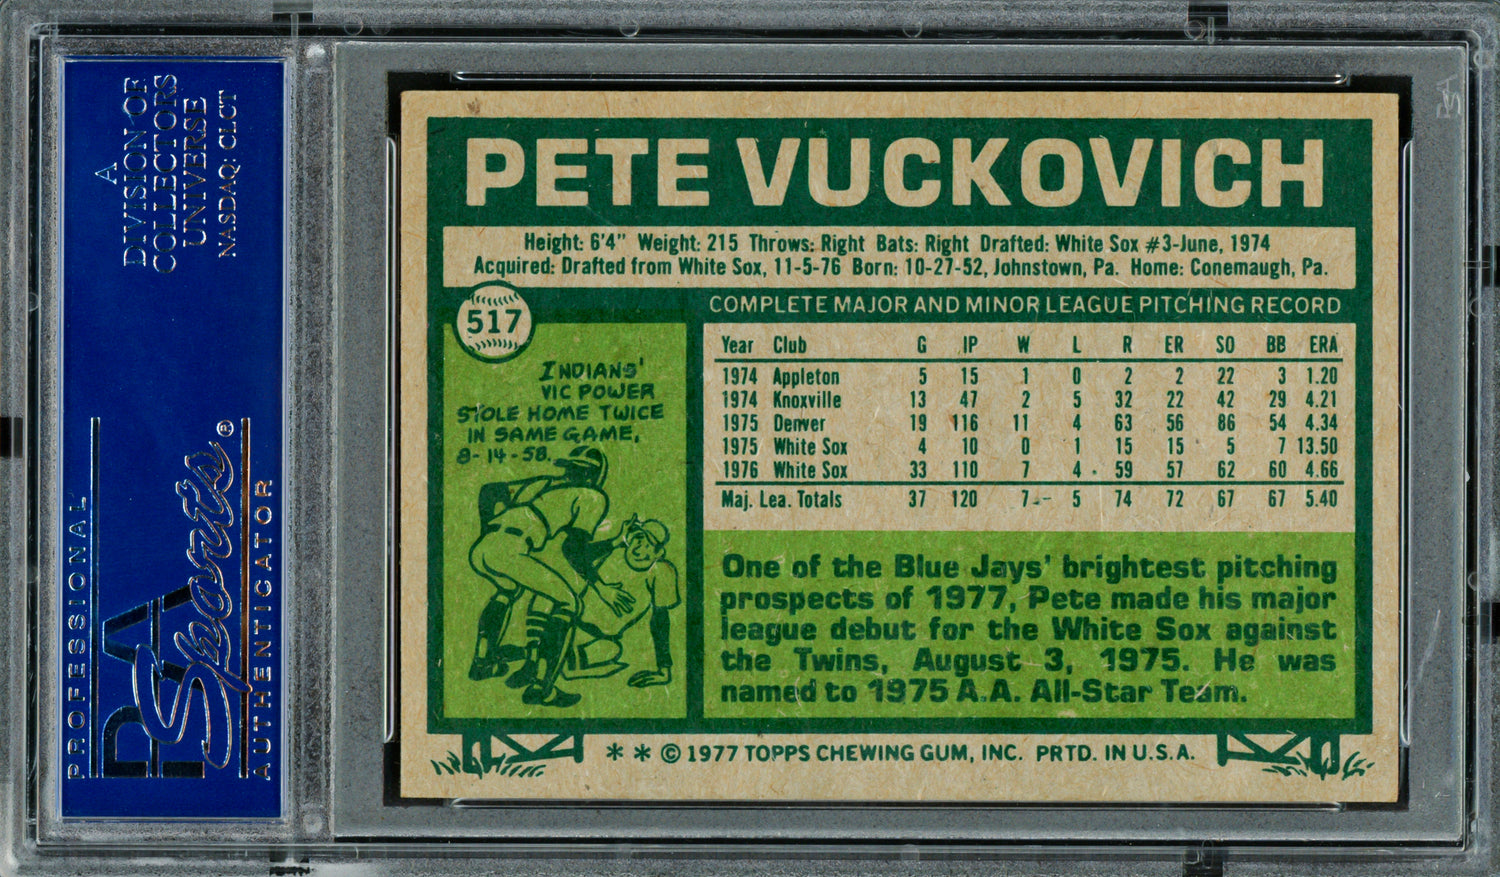 A
DIVISION OF
COLLECTORS
UNIVERSE
NASDAQ: CLCT
PROFESSIONAL
PSA
Sports®
AUTHENTICATOR
PSA
PETE VUCKOVICH
Height: 6'4" Weight: 215 Throws: Right Bats: Right Drafted: White Sox #3-June, 1974
Acquired: Drafted from White Sox, 11-5-76 Born: 10-27-52, Johnstown, Pa. Home: Conemaugh, Pa.
517
COMPLETE MAJOR AND MINOR LEAGUE PITCHING RECORD
INDIANS'
VIC POWER
STOLE HOME TWICE
IN SAME GAME,
8-14-58.
Year Club G IP W L R ER SO BB ERA
1974 Appleton 5 15 1 0 2 2 22 3 1.20
1974 Knoxville 13 47 2 5 32 22 42 29 4.21
1975 Denver 19 116 11 4 63 56 86 54 4.34
1975 White Sox 4 10 0 1 15 15 5 7 13.50
1976 White Sox 33 110 7 4 59 57 62 60 4.66
Maj. Lea. Totals 37 120 7 5 74 72 67 67 5.40
One of the Blue Jays' brightest pitching
prospects of 1977, Pete made his major
league debut for the White Sox against
the Twins, August 3, 1975. He was
named to 1975 A.A. All-Star Team.
* * © 1977 TOPPS CHEWING GUM, INC. PRTD. IN U.S.A.